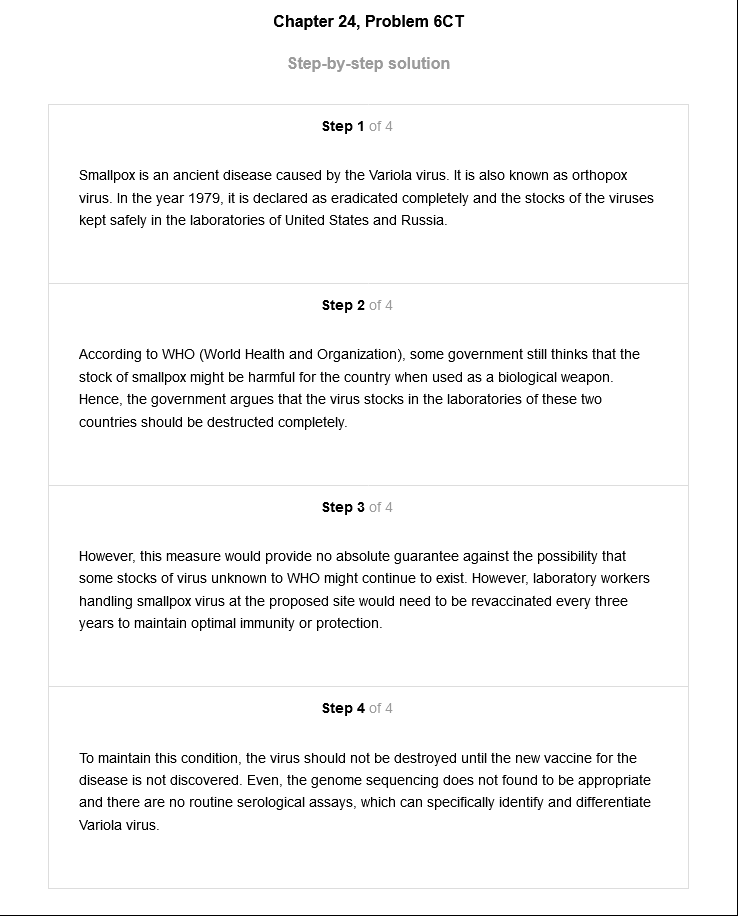 Chapter 24, Problem 6CT
Step-by-step solution
Step 1 of 4
Smallpox is an ancient disease caused by the Variola virus. It is also known as orthopox
virus. In the year 1979, it is declared as eradicated completely and the stocks of the viruses
kept safely in the laboratories of United States and Russia.
Step 2 of 4
According to WHO (World Health and Organization), some government still thinks that the
stock of smallpox might be harmful for the country when used as a biological weapon.
Hence, the government argues that the virus stocks in the laboratories of these two
countries should be destructed completely.
Step 3 of 4
However, this measure would provide no absolute guarantee against the possibility that
some stocks of virus unknown to WHO might continue to exist. However, laboratory workers
handling smallpox virus at the proposed site would need to be revaccinated every three
years to maintain optimal immunity or protection.
Step 4 of 4
To maintain this condition, the virus should not be destroyed until the new vaccine for the
disease is not discovered. Even, the genome sequencing does not found to be appropriate
and there are no routine serological assays, which can specifically identify and differentiate
Variola virus.